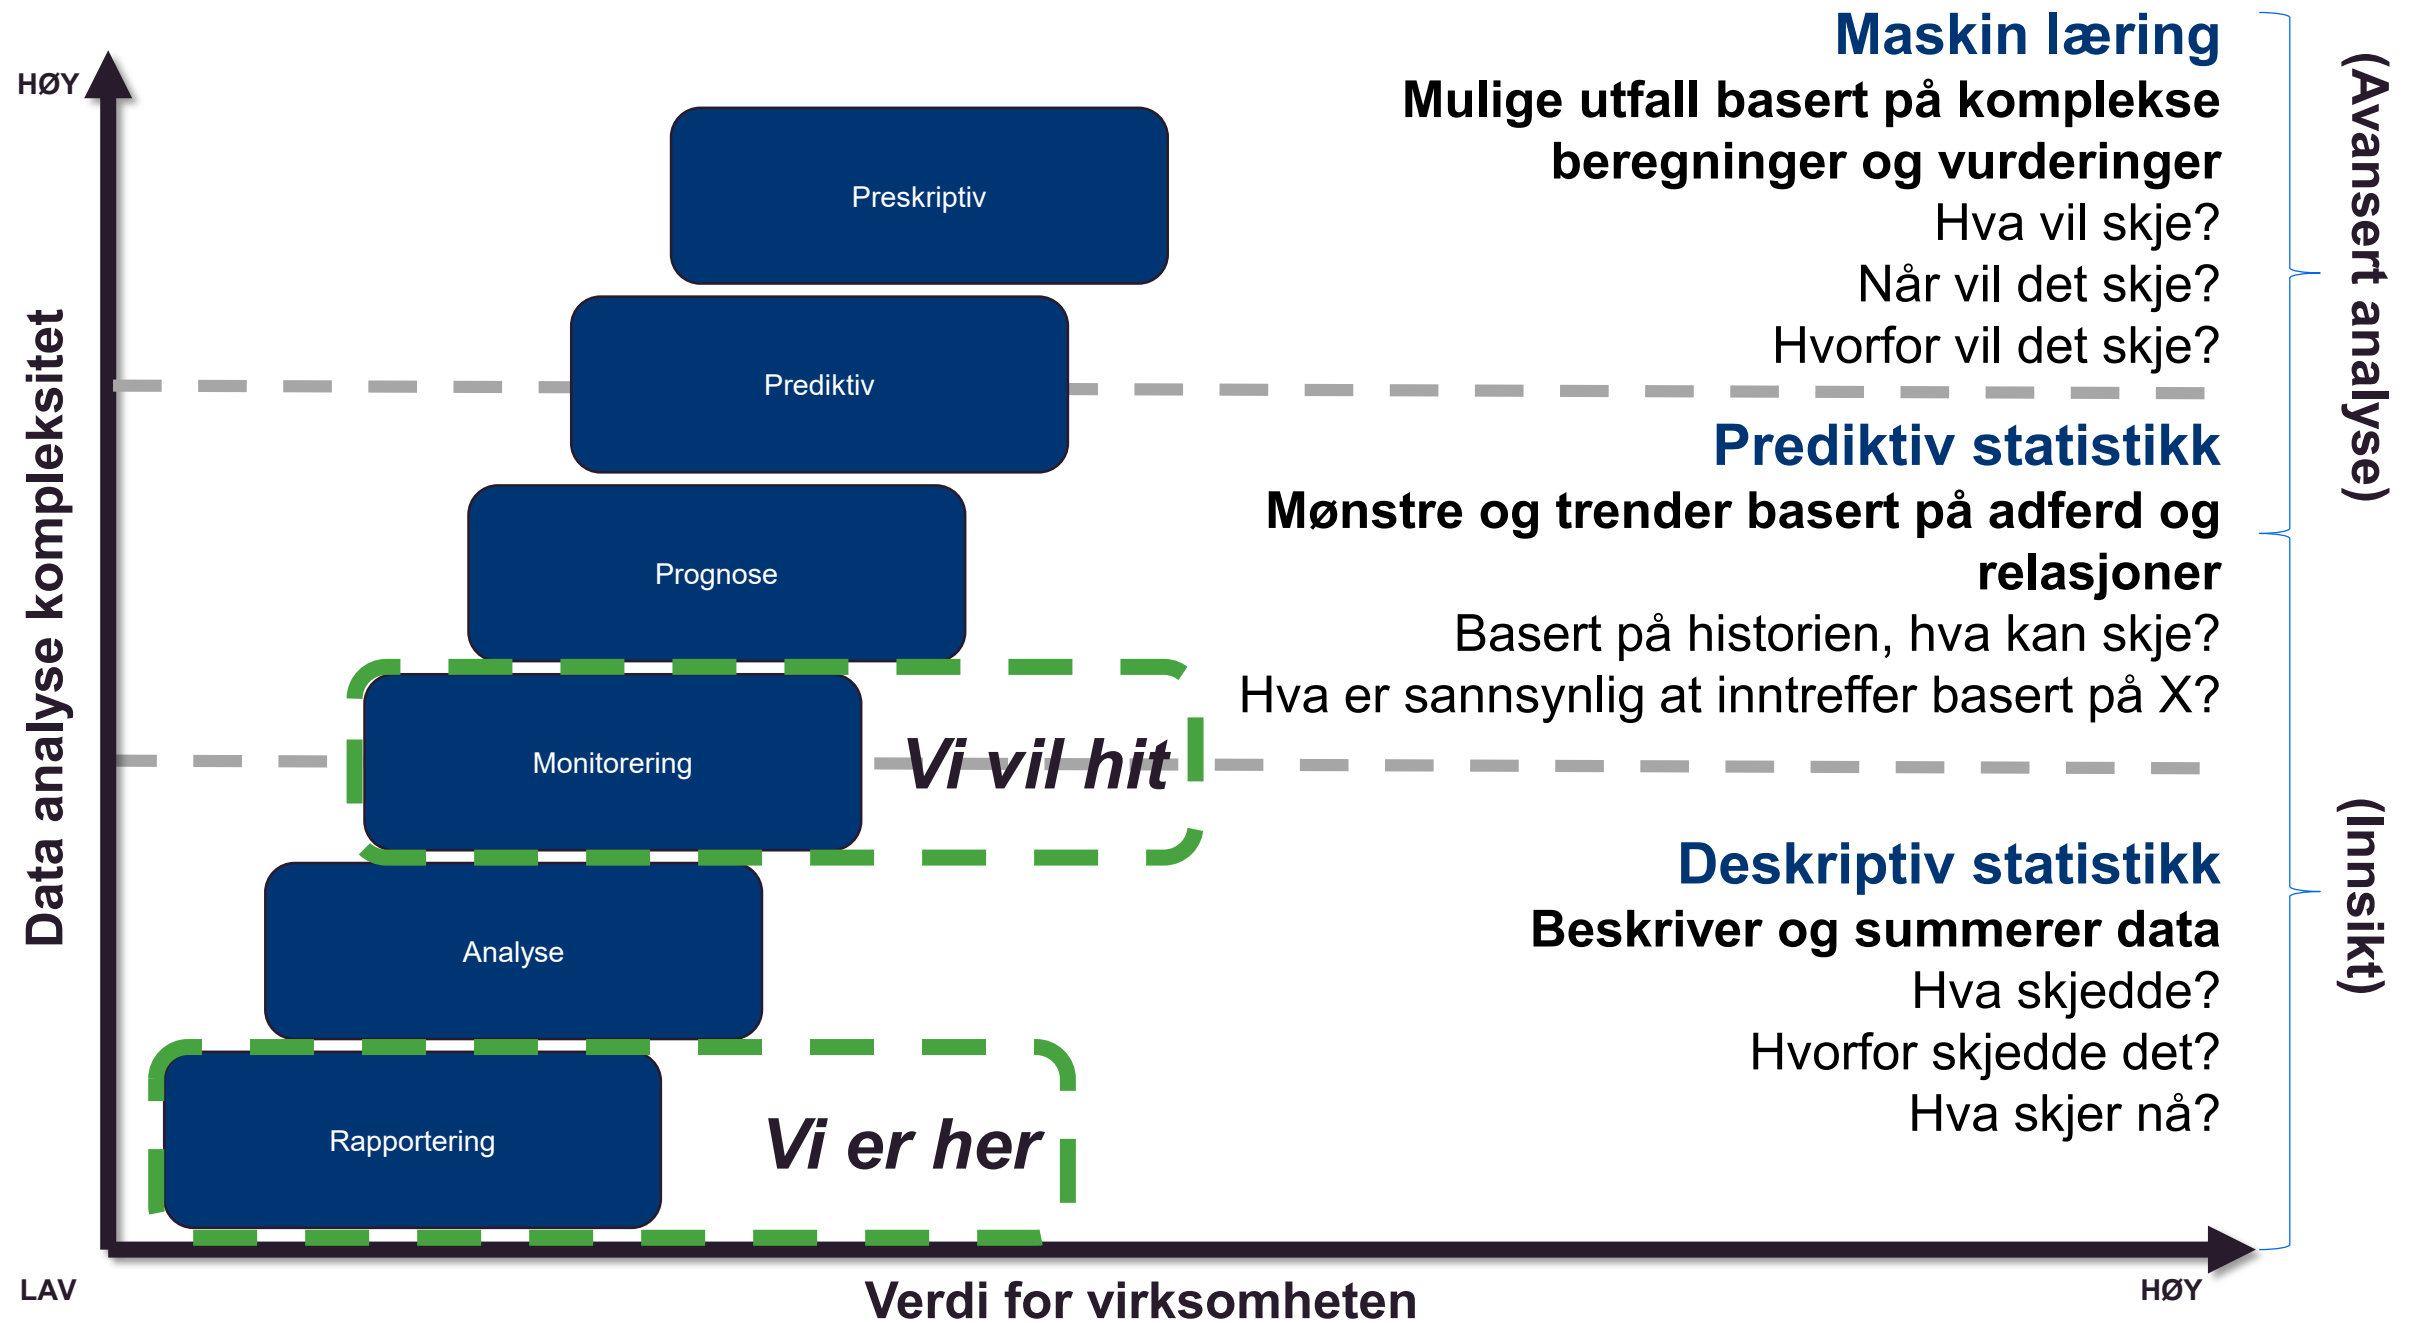 HØY
Data analyse kompleksitet
LAV
Preskriptiv
Prediktiv
Prognose
Monitorering
Vi vil hit
Analyse
Rapportering
Vi er her
Verdi for virksomheten
HØY
Maskin læring
Mulige utfall basert på komplekse
beregninger og vurderinger
Hva vil skje?
Når vil det skje?
Hvorfor vil det skje?
Prediktiv statistikk
Mønstre og trender basert på adferd og
relasjoner
Basert på historien, hva kan skje?
Hva er sannsynlig at inntreffer basert på X?
Deskriptiv statistikk
Beskriver og summerer data
Hva skjedde?
Hvorfor skjedde det?
Hva skjer nå?
(Avansert analyse)
(Innsikt)